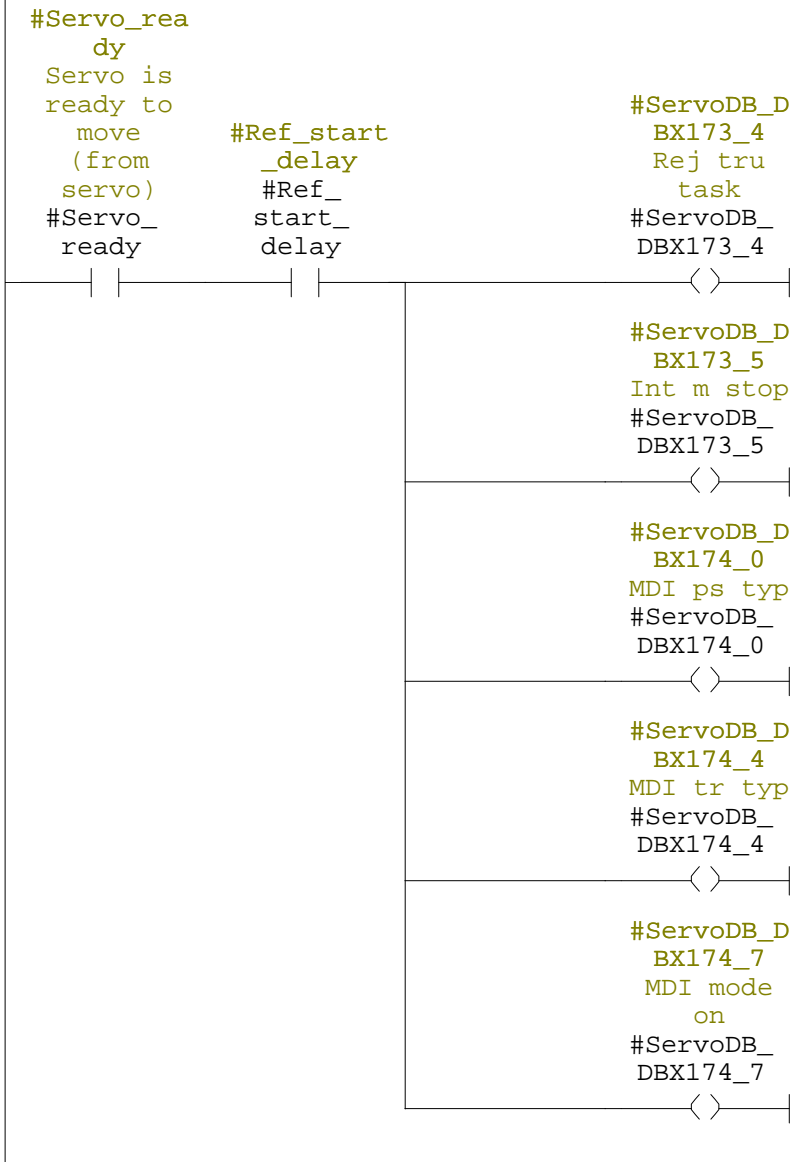 #Servo_rea
dy
Servo is
ready to
move
(from
servo)
#Servo_
ready
#Ref_start
_delay
#Ref_
start_
delay
#ServoDB_D
BX173_4
Rej tru
task
#ServoDB_
DBX173_4
#ServoDB_D
BX173_5
Int m stop
#ServoDB_
DBX173_5
#ServoDB_D
BX174_0
MDI ps typ
#ServoDB_
DBX174_0
#ServoDB_D
BX174_4
MDI tr typ
#ServoDB_
DBX174_4
#ServoDB_D
BX174_7
MDI mode
on
#ServoDB_
DBX174_7